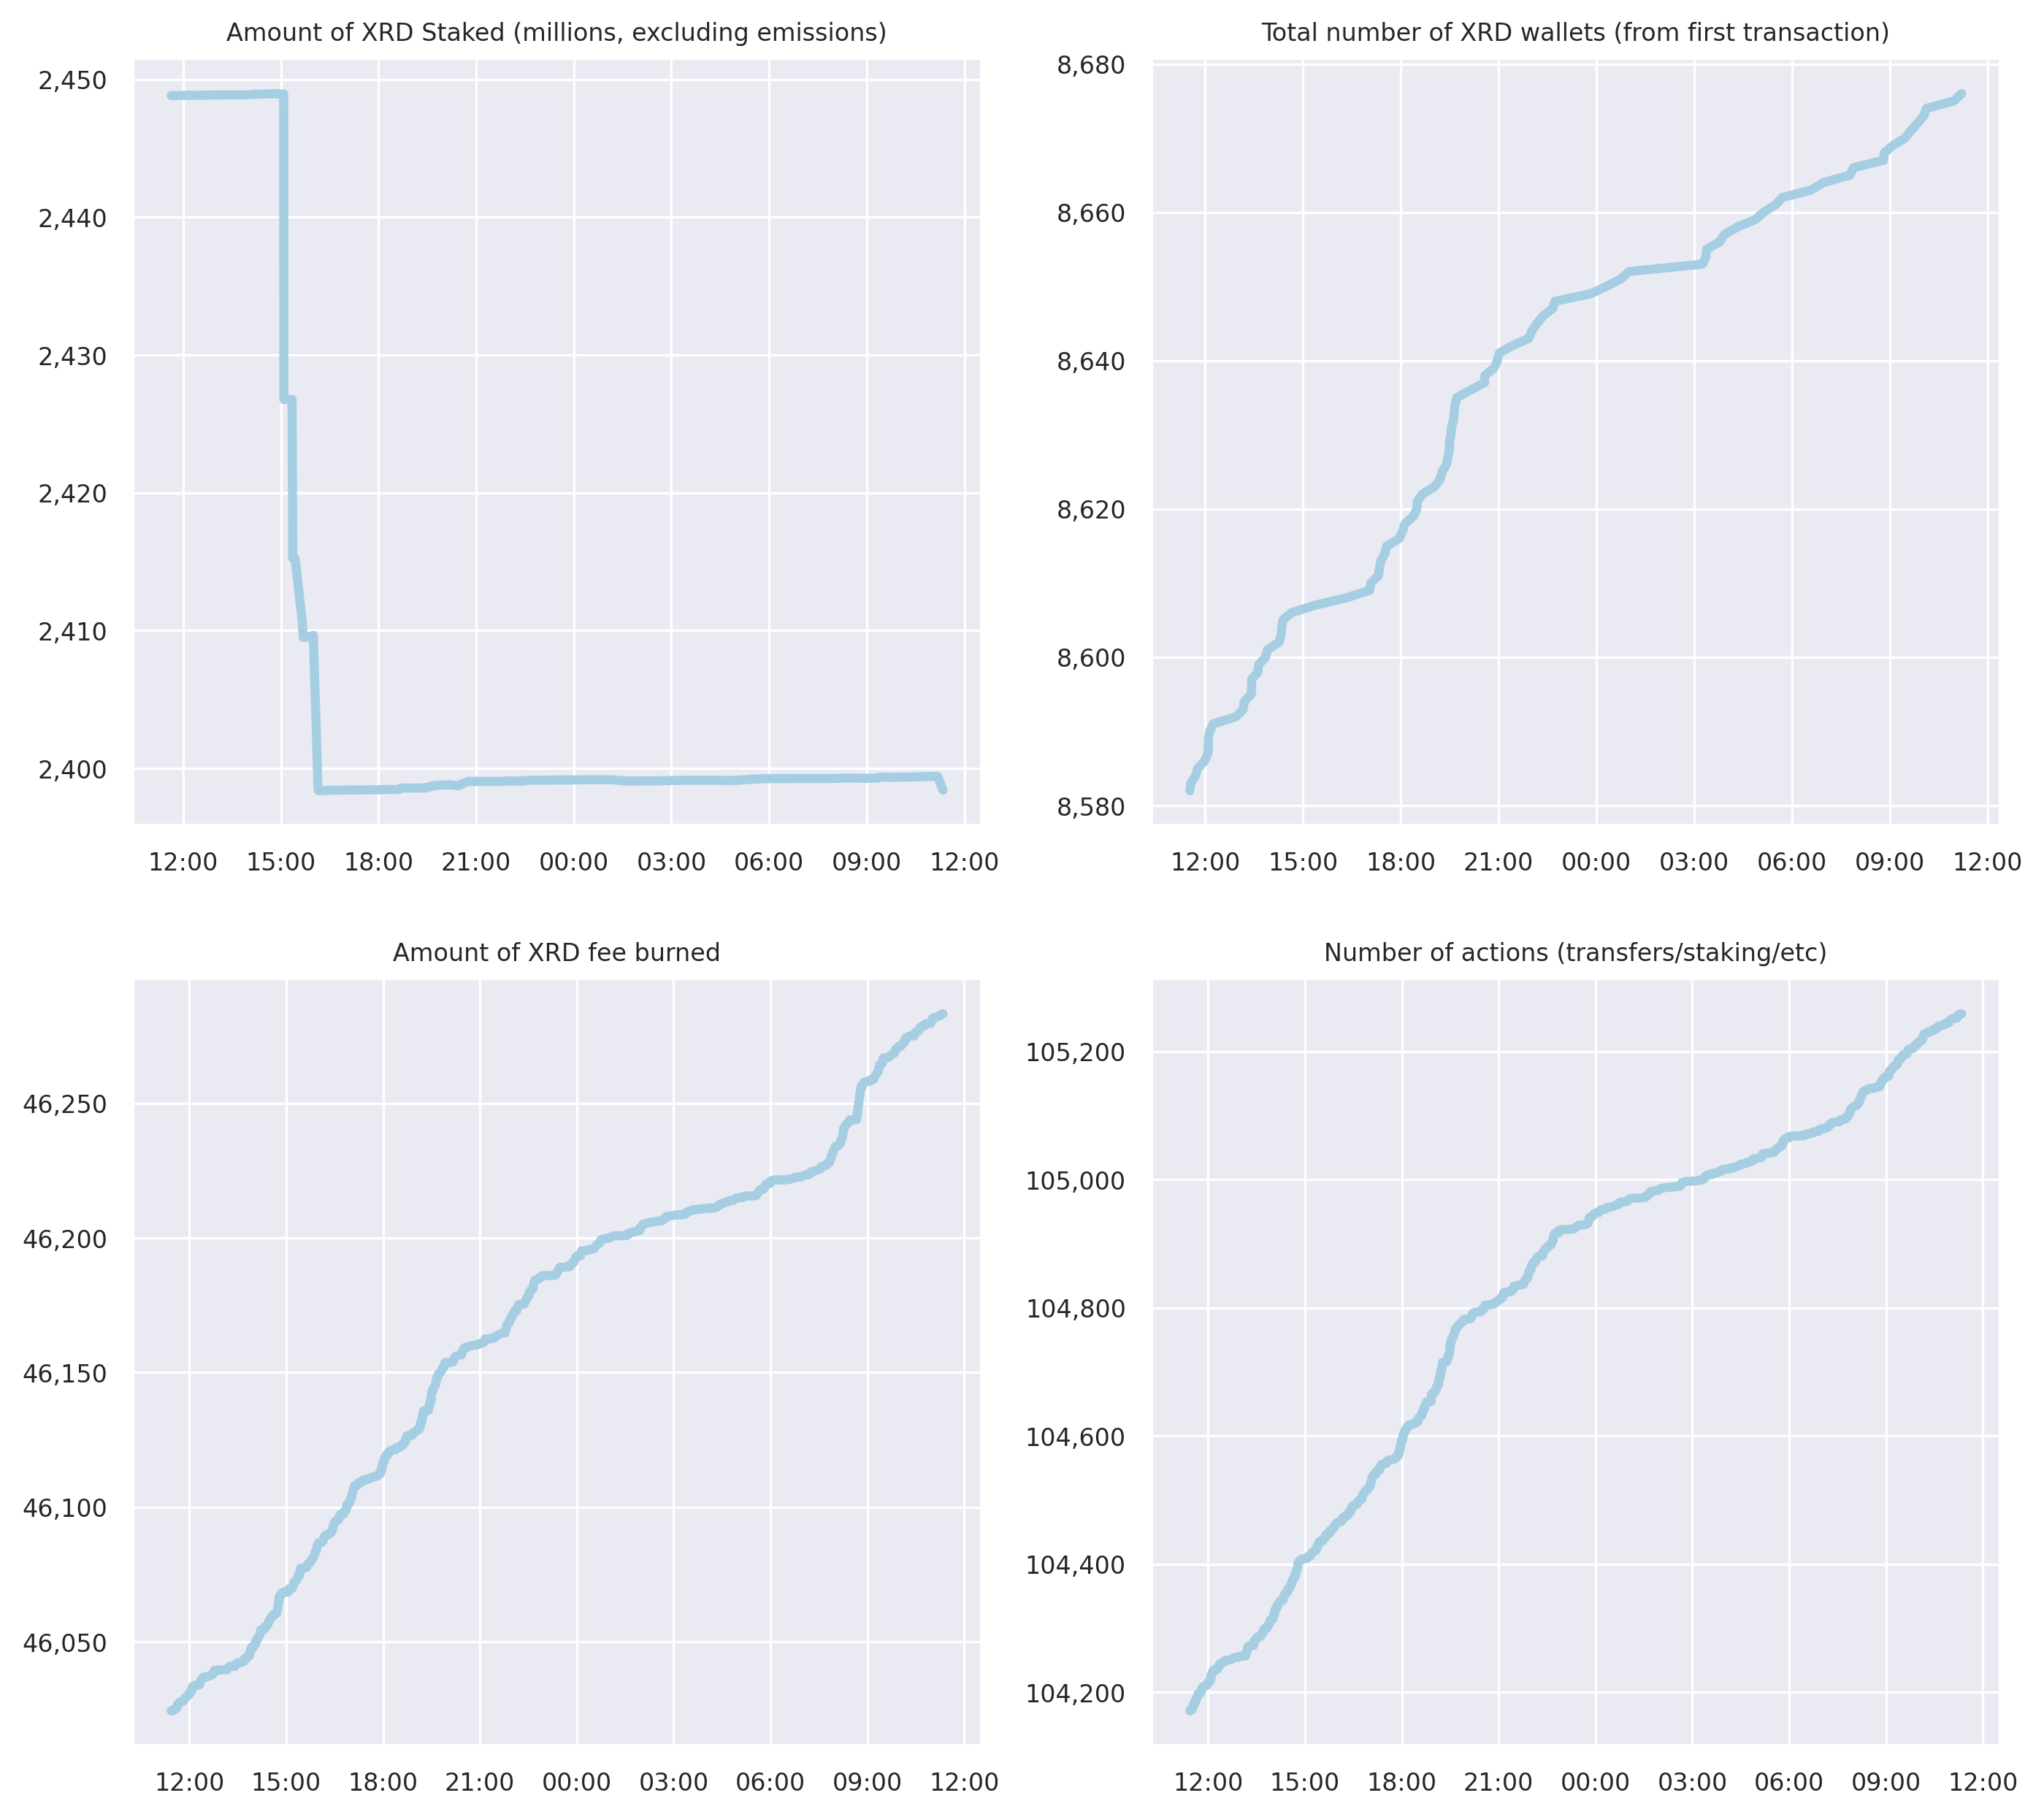 Amount of XRD Staked (millions, excluding emissions)
2,450
2,440
2,430
2,420
2,410
2,400
12:00 15:00 18:00 21:00 00:00 03:00 06:00 09:00 12:00
Total number of XRD wallets (from first transaction)
8,680
8,660
8,640
8,620
8,600
8,580
12:00 15:00 18:00 21:00 00:00 03:00 06:00 09:00 12:00
Amount of XRD fee burned
46,250
46,200
46,150
46,100
46,050
12:00 15:00 18:00 21:00 00:00 03:00 06:00 09:00 12:00
Number of actions (transfers/staking/etc)
105,200
105,000
104,800
104,600
104,400
104,200
12:00 15:00 18:00 21:00 00:00 03:00 06:00 09:00 12:00